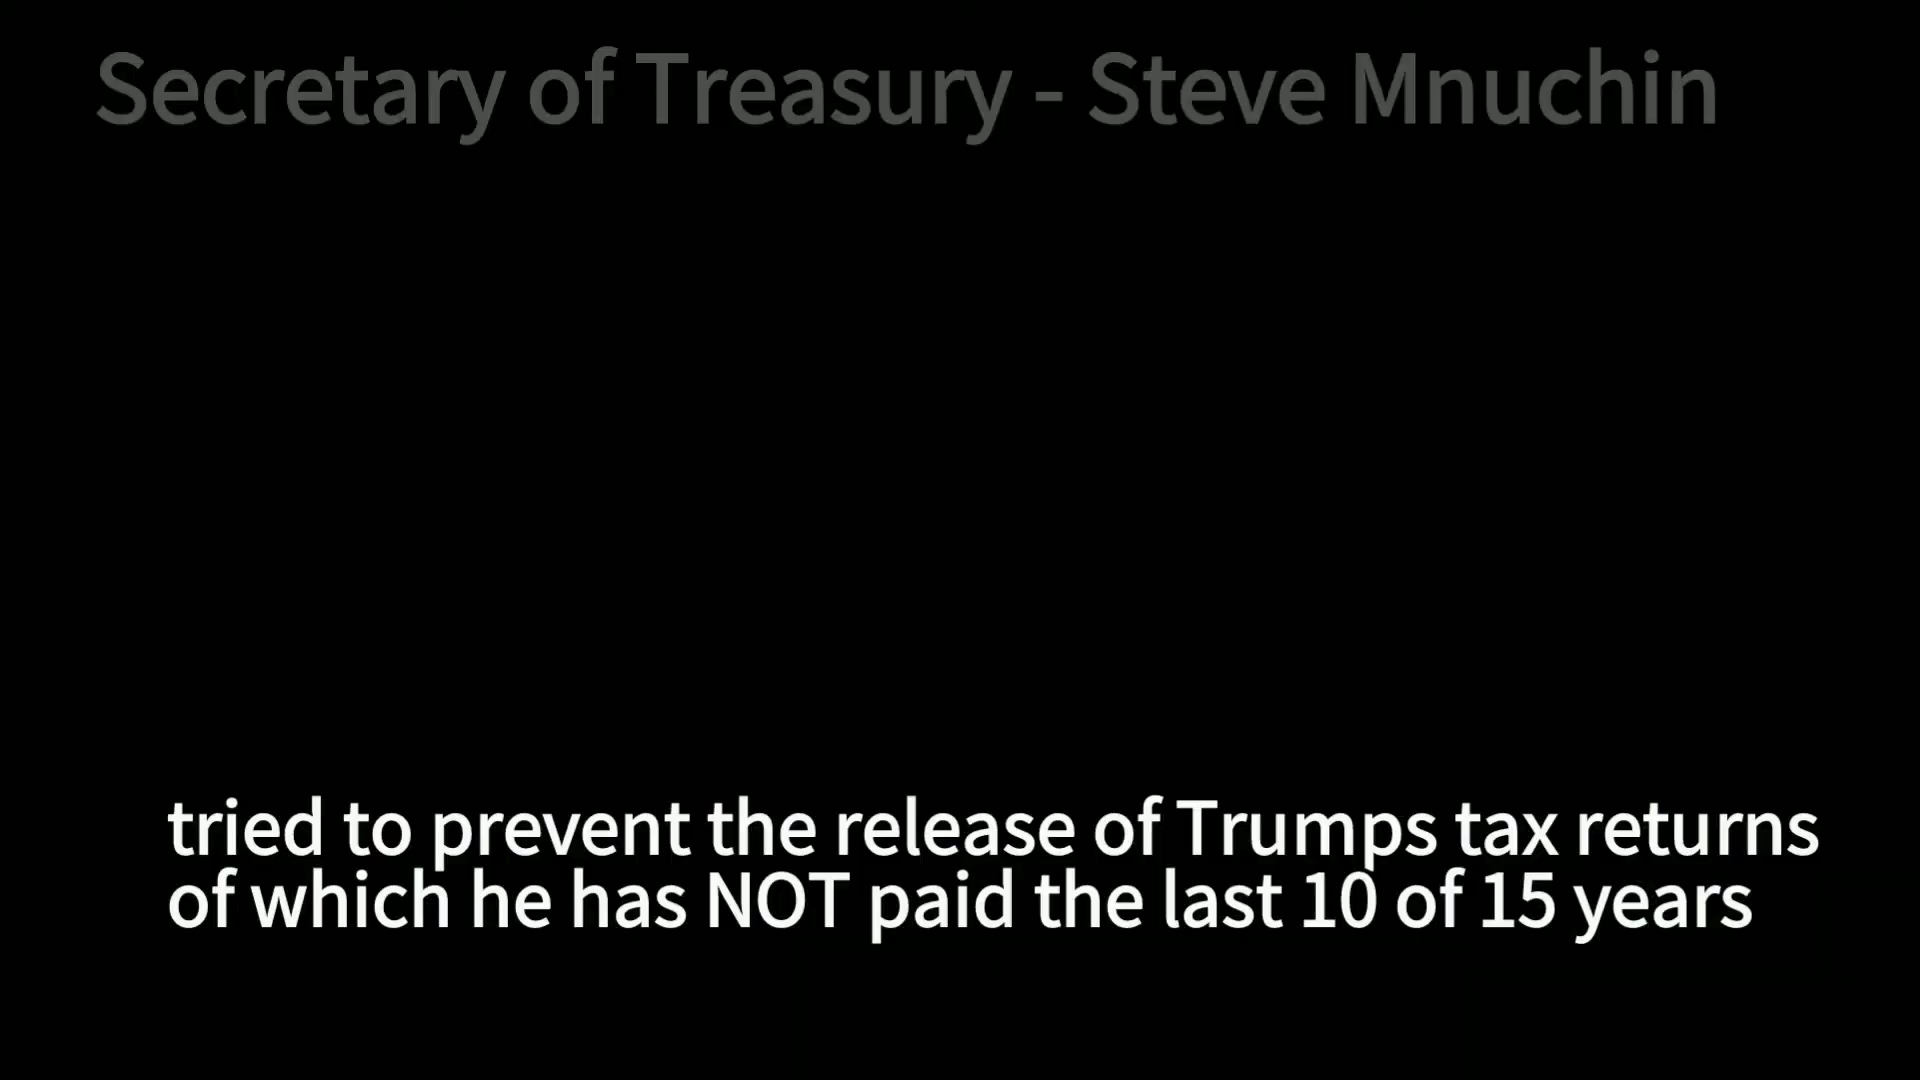 Secretary of Treasury - Steve Mnuchin
tried to prevent the release of Trumps tax returns
of which he has NOT paid the last 10 of 15 years